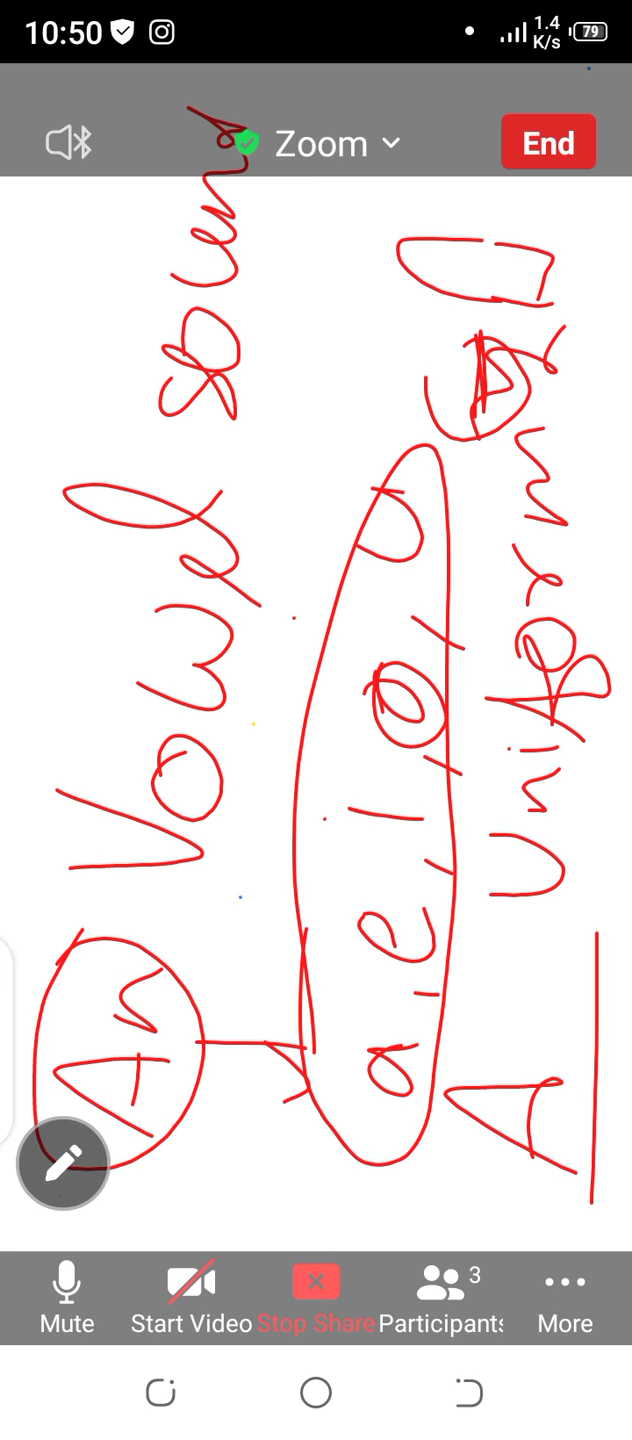 10:50
1.4
K/s
79
Zoom
End
An Vowel sound
a, e, I, O, U
A Uniform
Mute
Start Video
Stop Share
Participants
3
More